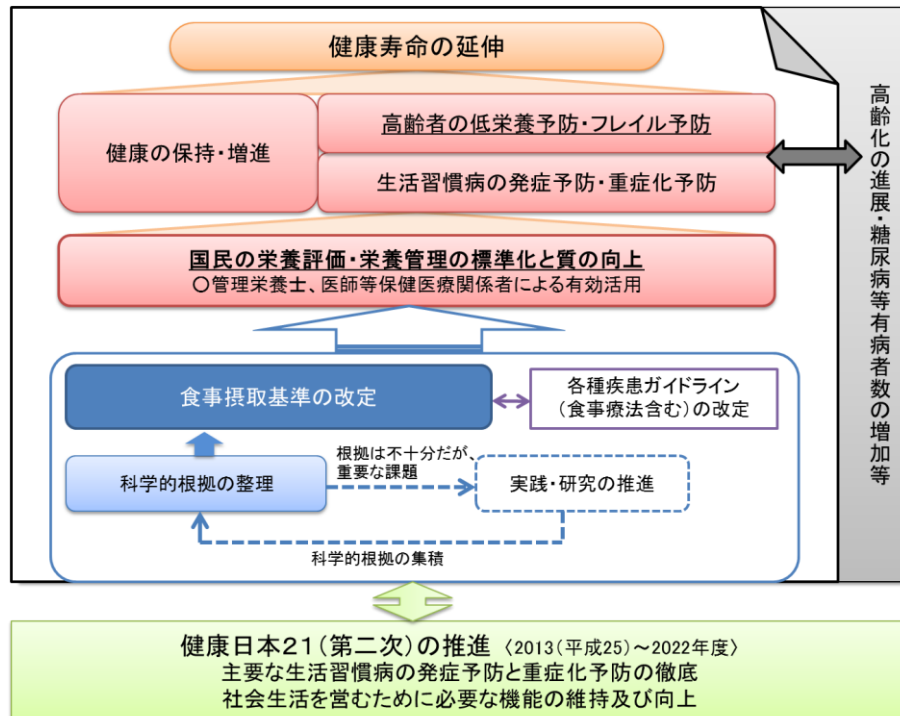 健康寿命の延伸
健康の保持・増進
高齢者の低栄養予防・フレイル予防
生活習慣病の発症予防・重症化予防
高齢化の進展・糖尿病等有病者数の増加等
国民の栄養評価・栄養管理の標準化と質の向上
○管理栄養士、医師等保健医療関係者による有効活用
食事摂取基準の改定
各種疾患ガイドライン
(食事療法含む)の改定
科学的根拠の整理
根拠は不十分だが、
重要な課題
実践・研究の推進
科学的根拠の集積
健康日本21(第二次)の推進 〈2013(平成25)~2022年度〉
主要な生活習慣病の発症予防と重症化予防の徹底
社会生活を営むために必要な機能の維持及び向上